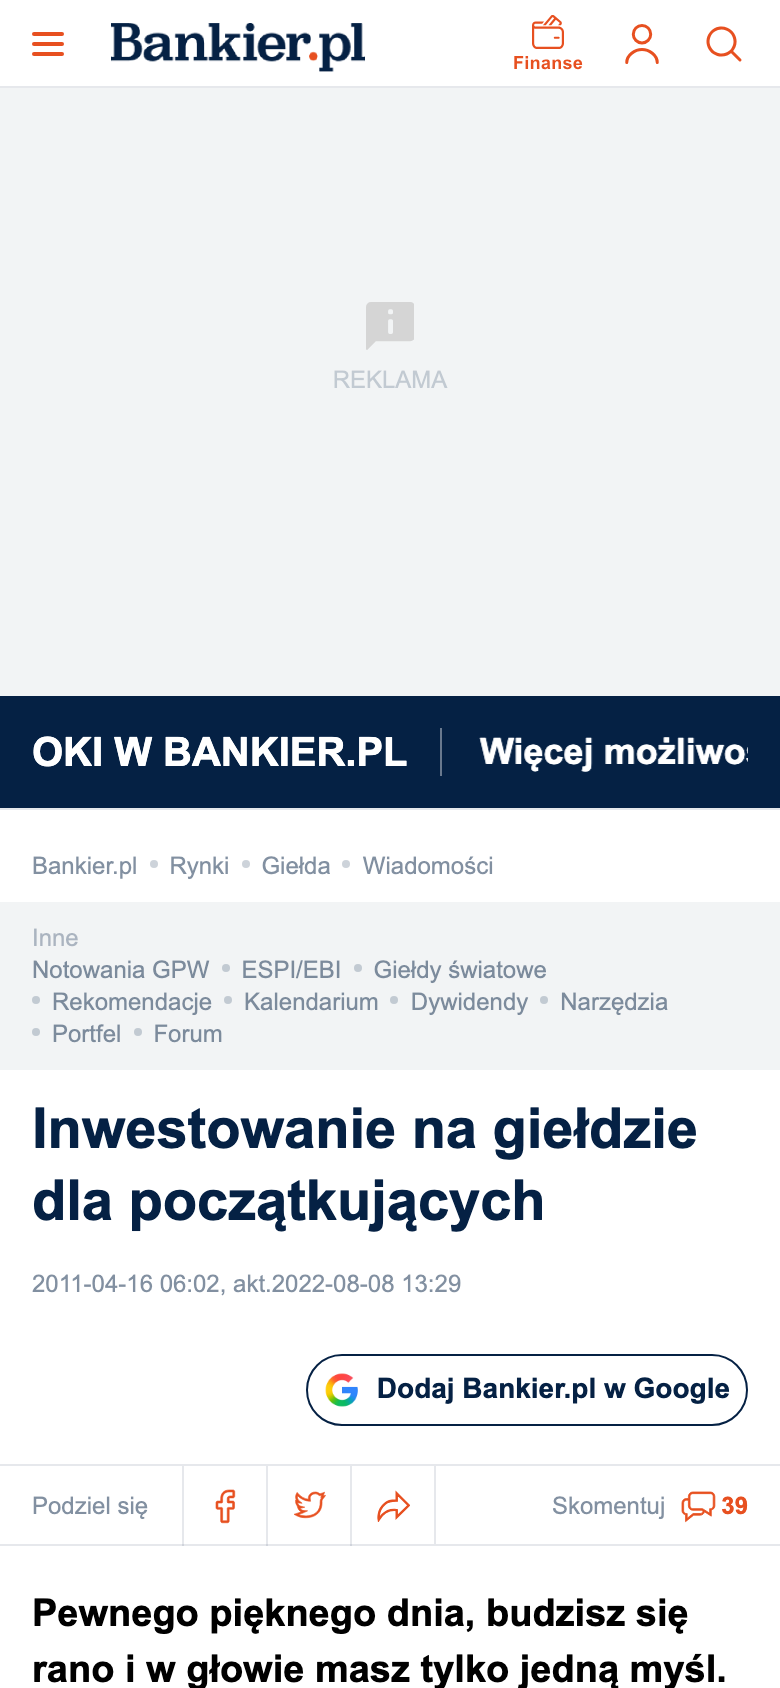 Bankier.pl
Finanse
REKLAMA
OKI W BANKIER.PL
Więcej
Bankier.pl • Rynki • Giełda • Wiadomości
Inne
Notowania GPW • ESPI/EBI • Giełdy światowe
• Rekomendacje • Kalendarium • Dywidendy • Narzędzia
• Portfel • Forum
Inwestowanie na giełdzie
dla początkujących
2011-04-16 06:02, akt.2022-08-08 13:29
Dodaj Bankier.pl w Google
Podziel się
Skomentuj 39
Pewnego pięknego dnia, budzisz się
rano i w głowie masz tylko jedną myśl.